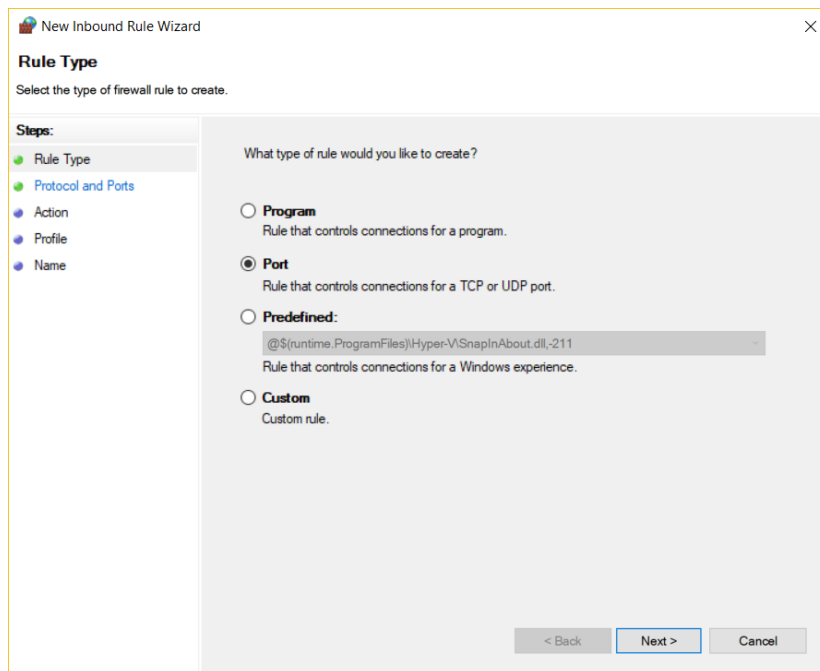 New Inbound Rule Wizard
Rule Type
Select the type of firewall rule to create.
Steps:
Rule Type
Protocol and Ports
Action
Profile
Name
What type of rule would you like to create?
Program
Rule that controls connections for a program.
Port
Rule that controls connections for a TCP or UDP port.
Predefined:
@$(runtime.ProgramFiles)\Hyper-V\SnapInAbout.dll,-211
Rule that controls connections for a Windows experience.
Custom
Custom rule.
< Back Next > Cancel